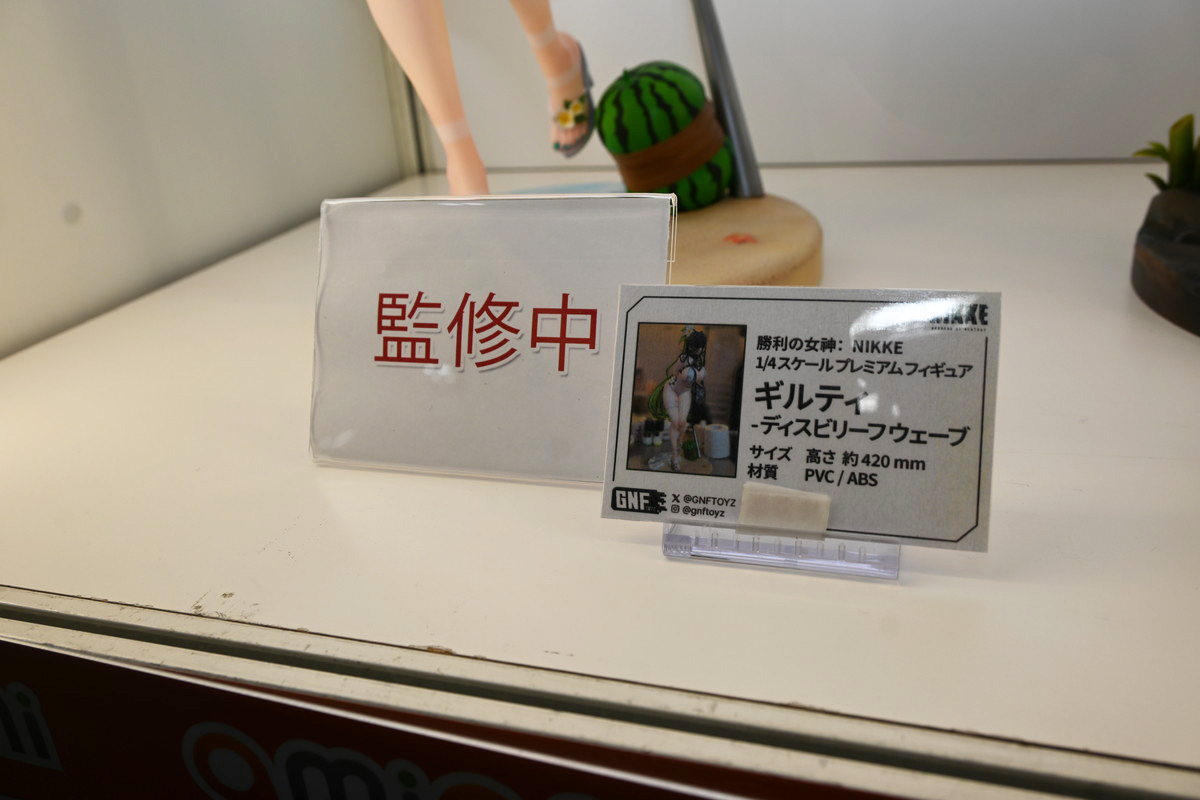 監修中
NIKKE
勝利の女神：NIKKE
1/4スケールプレミアムフィギュア
ギルティ
-ディスビリーフウェーブ
サイズ 高さ 約420 mm
材質 PVC / ABS
GNF
X @GNFTOYZ
@gnftoyz